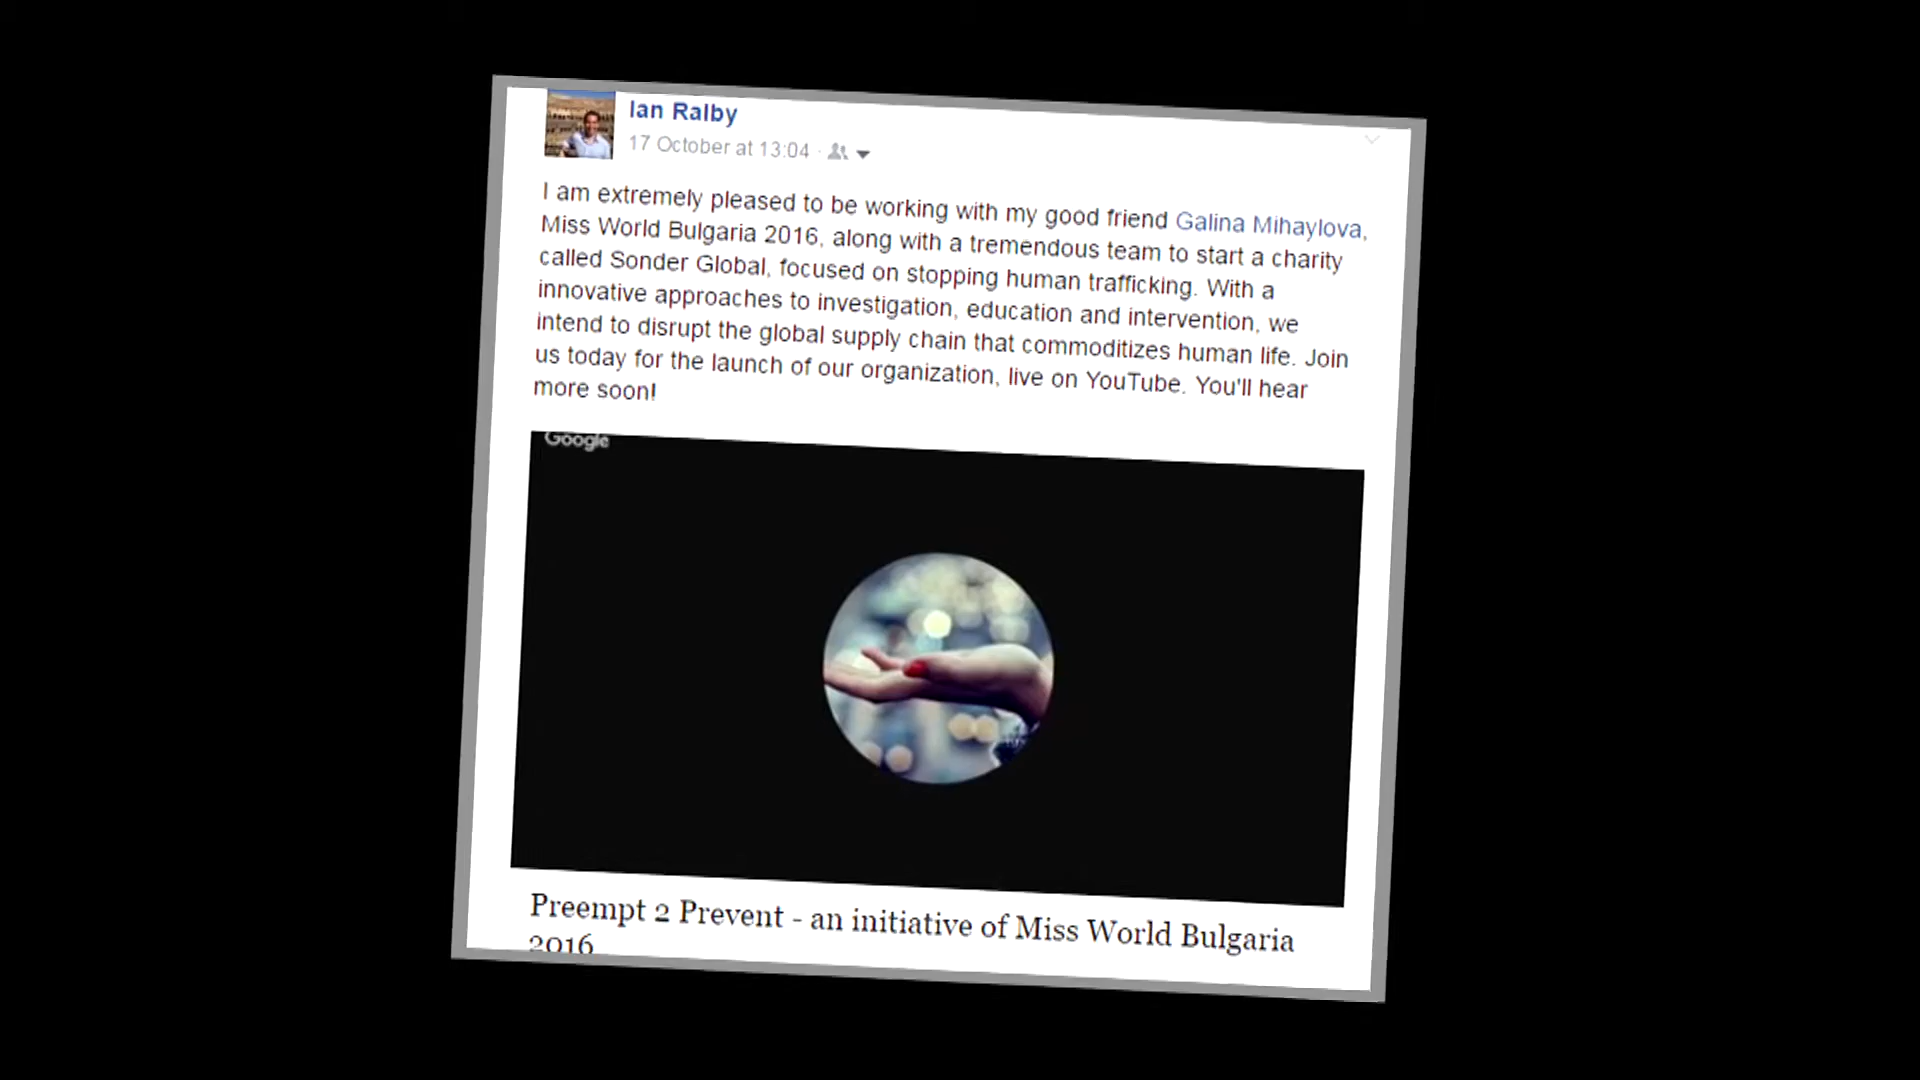 Ian Ralby
17 October at 13:04
I am extremely pleased to be working with my good friend Galina Mihaylova,
Miss World Bulgaria 2016, along with a tremendous team to start a charity
called Sonder Global, focused on stopping human trafficking. With a
innovative approaches to investigation, education and intervention, we
intend to disrupt the global supply chain that commoditizes human life. Join
us today for the launch of our organization, live on YouTube. You'll hear
more soon!
Google
Preempt 2 Prevent - an initiative of Miss World Bulgaria
2016